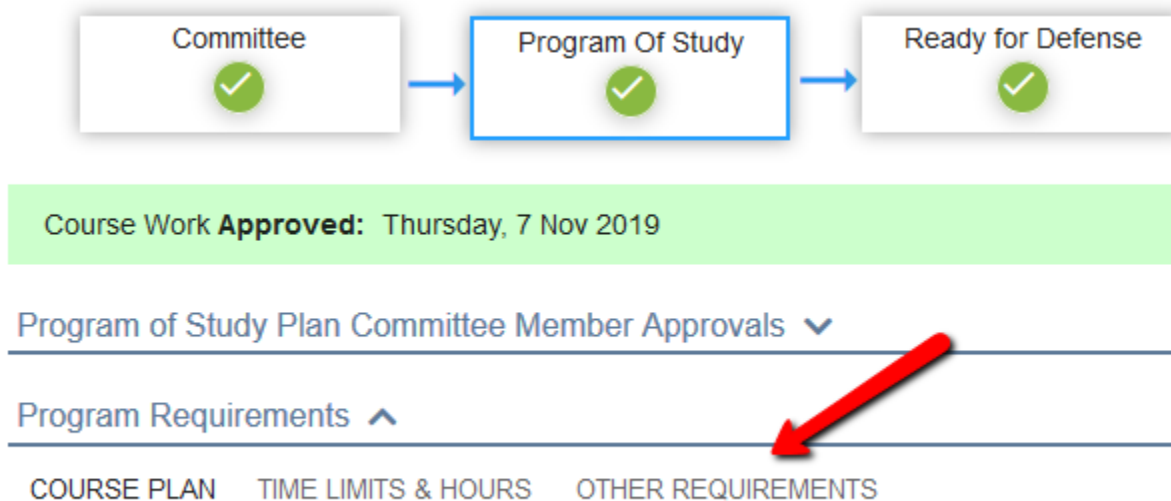 Committee
Program Of Study
Ready for Defense
Course Work Approved: Thursday, 7 Nov 2019
Program of Study Plan Committee Member Approvals
Program Requirements
COURSE PLAN TIME LIMITS & HOURS OTHER REQUIREMENTS